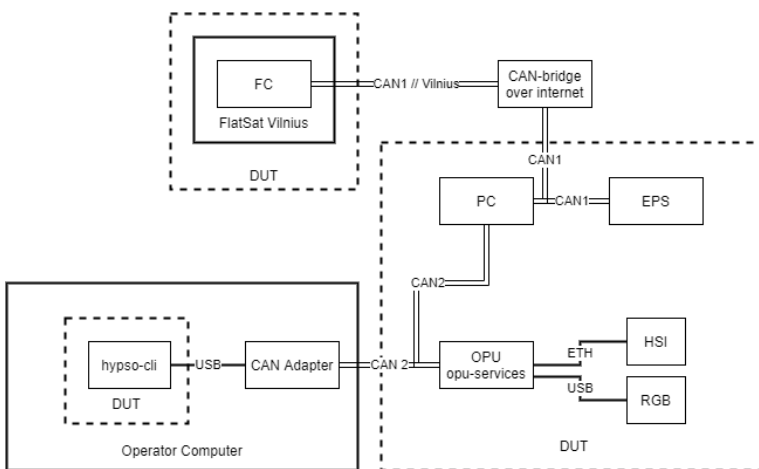 FC
CAN1 // Vilnius
CAN-bridge
over internet
FlatSat Vilnius
DUT
CAN1
PC
CAN1
EPS
CAN2
hypso-cli
USB
CAN Adapter
CAN 2
OPU
opu-services
ETH
USB
HSI
RGB
DUT
Operator Computer
DUT